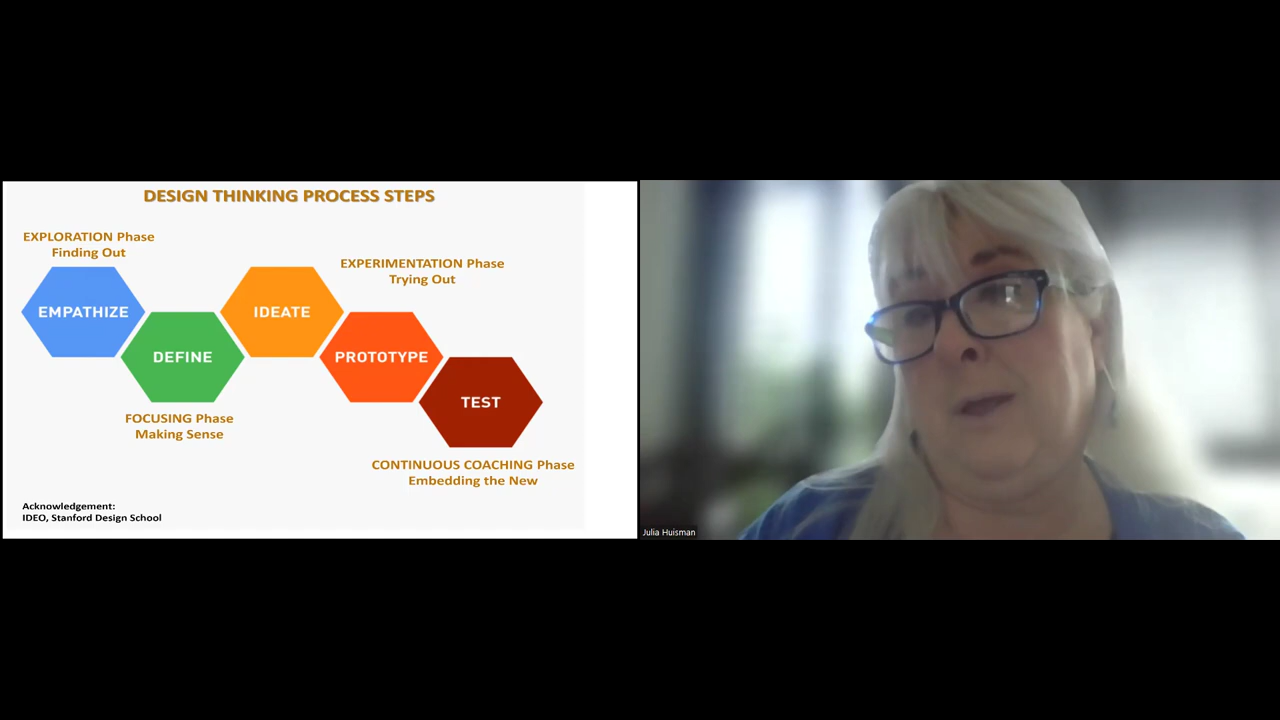 DESIGN THINKING PROCESS STEPS
EXPLORATION Phase
Finding Out
EXPERIMENTATION Phase
Trying Out
EMPATHIZE
IDEATE
DEFINE
PROTOTYPE
TEST
FOCUSING Phase
Making Sense
CONTINUOUS COACHING Phase
Embedding the New
Acknowledgement:
IDEO, Stanford Design School
Julia Huisman